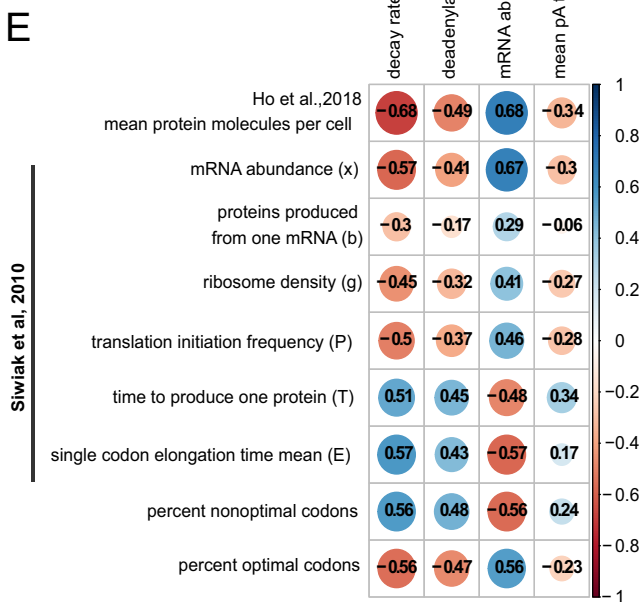 E
decay rate
mRNA ab
mean pA
Ho et al.,2018
mean protein molecules per cell
−0.68 −0.49 0.68 −0.34
mRNA abundance (x)
−0.57 −0.41 0.67 −0.3
proteins produced
from one mRNA (b)
−0.3 −0.17 0.29 −0.06
ribosome density (g)
−0.45 −0.32 0.41 −0.27
translation initiation frequency (P)
−0.5 −0.37 0.46 −0.28
time to produce one protein (T)
0.51 0.45 −0.48 0.34
single codon elongation time mean (E)
0.57 0.43 −0.57 0.17
percent nonoptimal codons
0.56 0.48 −0.56 0.24
percent optimal codons
−0.56 −0.47 0.56 −0.23
Siwiak et al, 2010
1
0.8
0.6
0.4
0.2
0
−0.2
−0.4
−0.6
−0.8
−1